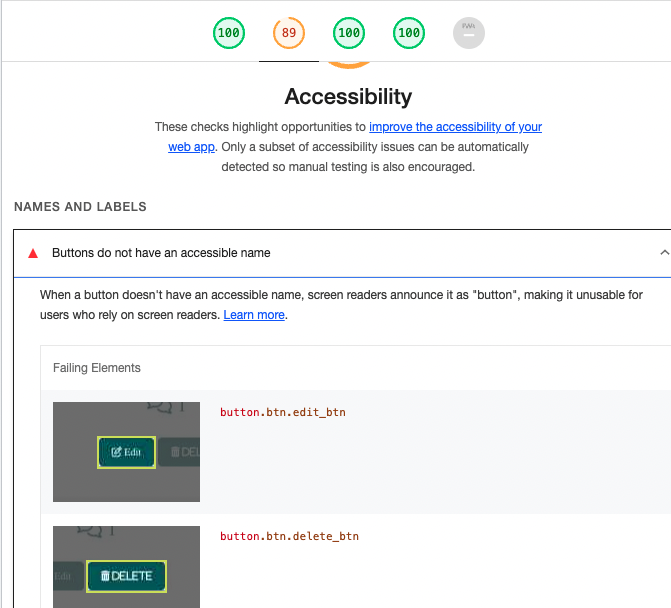 100 89 100 100 PWA
Accessibility
These checks highlight opportunities to improve the accessibility of your
web app. Only a subset of accessibility issues can be automatically
detected so manual testing is also encouraged.
NAMES AND LABELS
Buttons do not have an accessible name
When a button doesn't have an accessible name, screen readers announce it as "button", making it unusable for
users who rely on screen readers. Learn more.
Failing Elements
button.btn.edit_btn
Edit DEL
button.btn.delete_btn
Edit DELETE